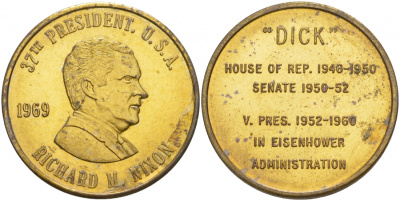 37TH PRESIDENT. U.S.A.
1969
RICHARD M. NIXON
"DICK"
HOUSE OF REP. 1946-1950
SENATE 1950-52
V. PRES. 1952-1960
IN EISENHOWER
ADMINISTRATION